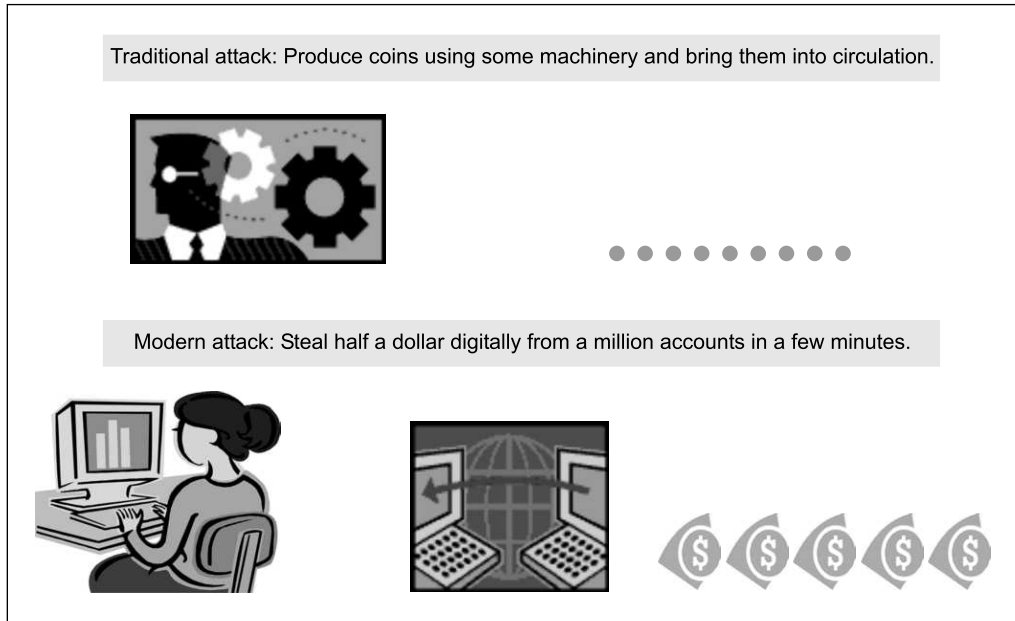 Traditional attack: Produce coins using some machinery and bring them into circulation.
Modern attack: Steal half a dollar digitally from a million accounts in a few minutes.
$ $ $ $ $